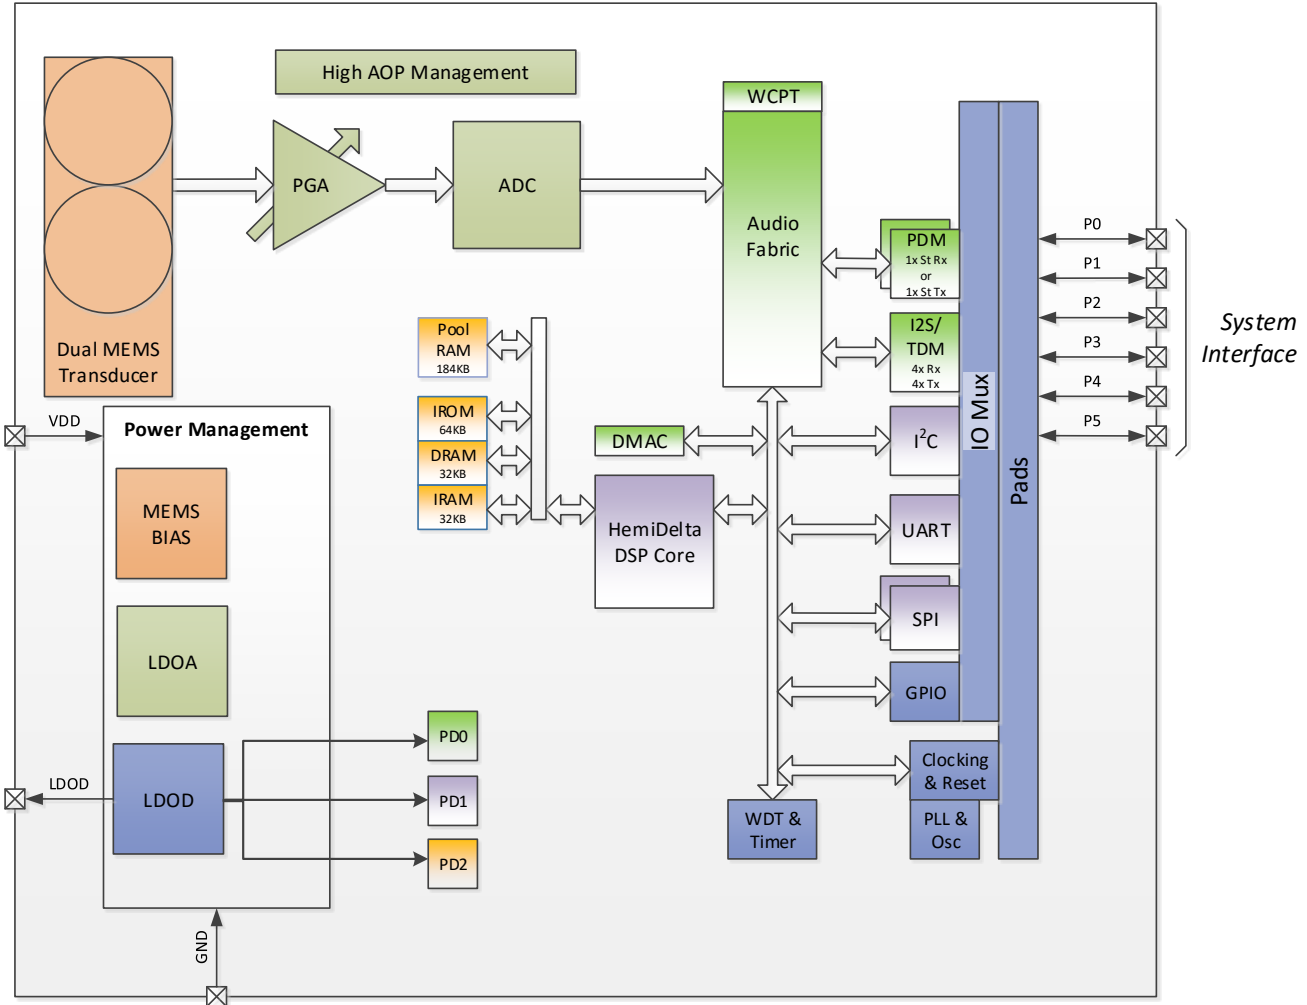 High AOP Management
WCPT
PGA
ADC
Audio
Fabric
Dual MEMS
Transducer
PDM
1x St Rx
or
1x St Tx
I2S/
TDM
4x Rx
4x Tx
I²C
UART
SPI
GPIO
Clocking
& Reset
PLL &
Osc
WDT &
Timer
IO Mux
Pads
P0
P1
P2
P3
P4
P5
System
Interface
Pool
RAM
184KB
IROM
64KB
DRAM
32KB
IRAM
32KB
DMAC
HemiDelta
DSP Core
VDD
Power Management
MEMS
BIAS
LDOA
LDOD
LDOD
PD0
PD1
PD2
GND